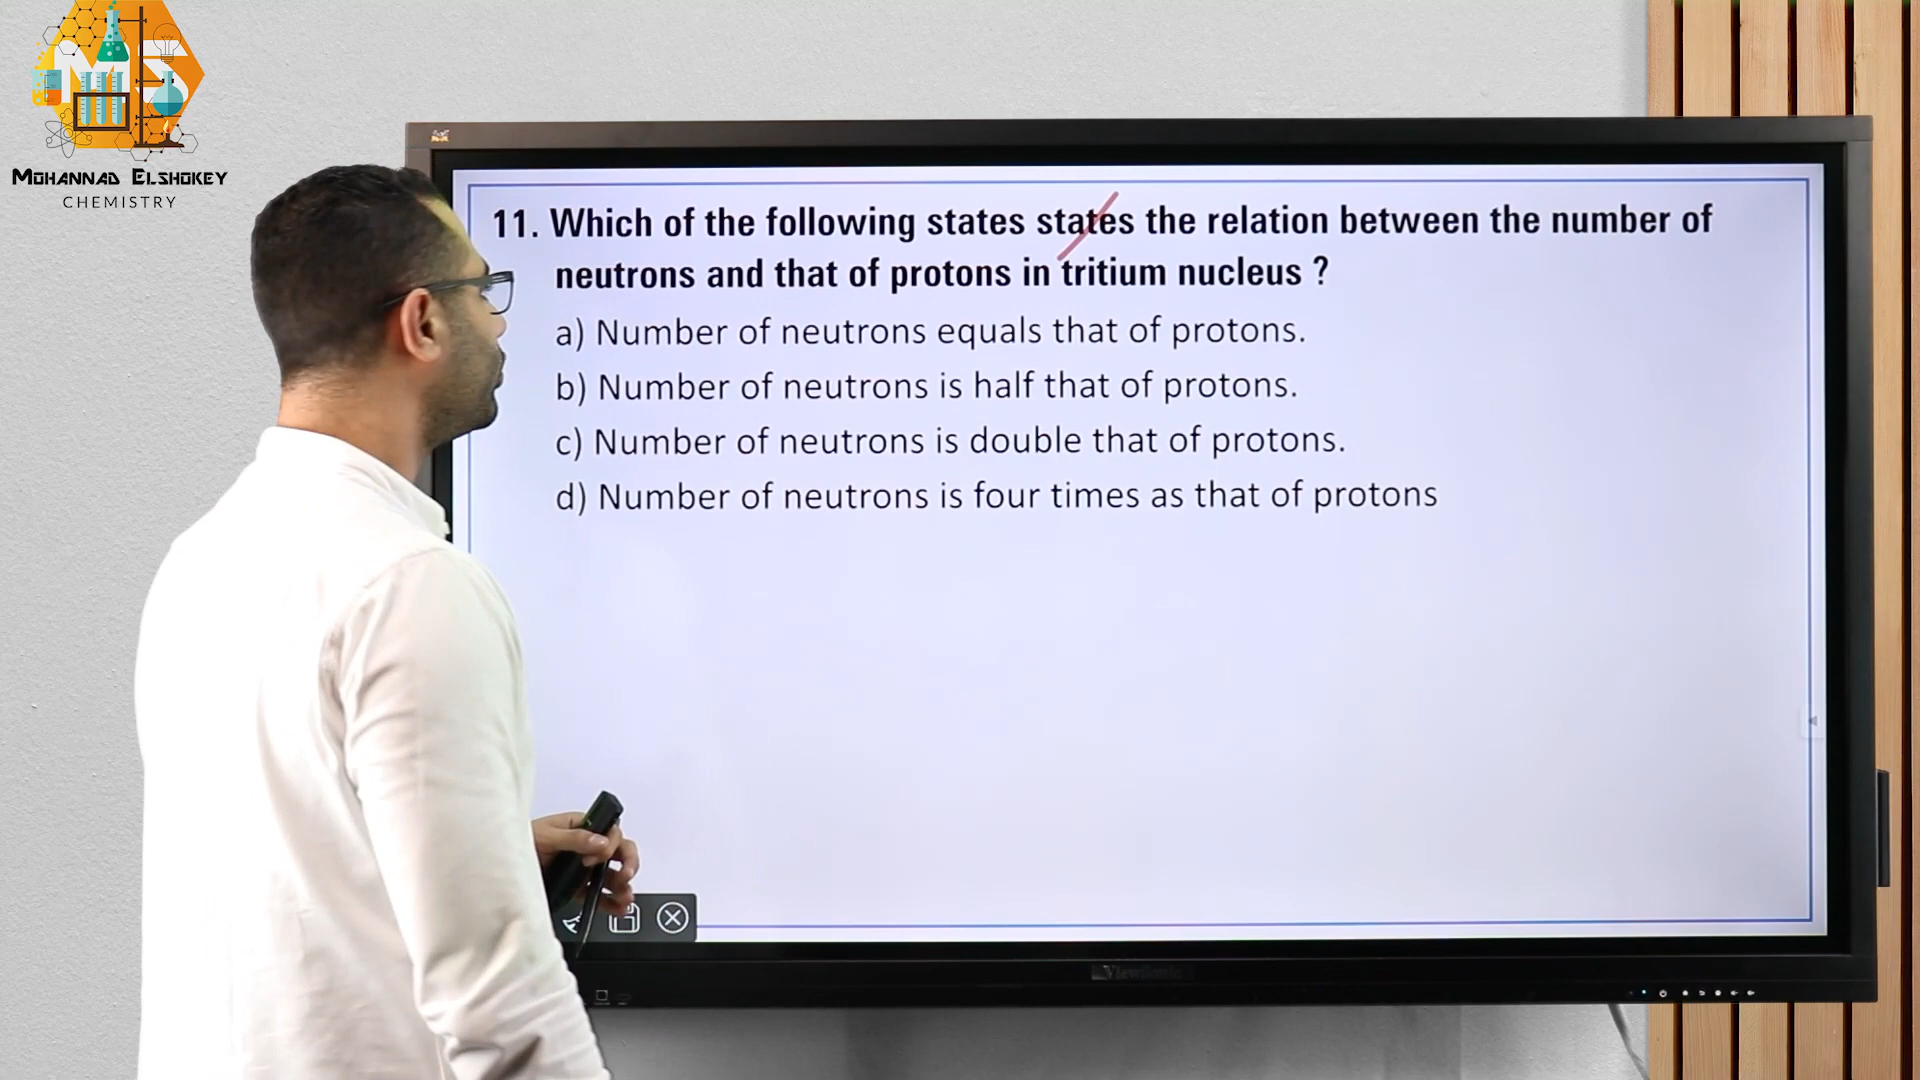 MS
MOHANNAD ELSHOKEY
CHEMISTRY
11. Which of the following states states the relation between the number of
neutrons and that of protons in tritium nucleus ?
a) Number of neutrons equals that of protons.
b) Number of neutrons is half that of protons.
c) Number of neutrons is double that of protons.
d) Number of neutrons is four times as that of protons
ViewSonic